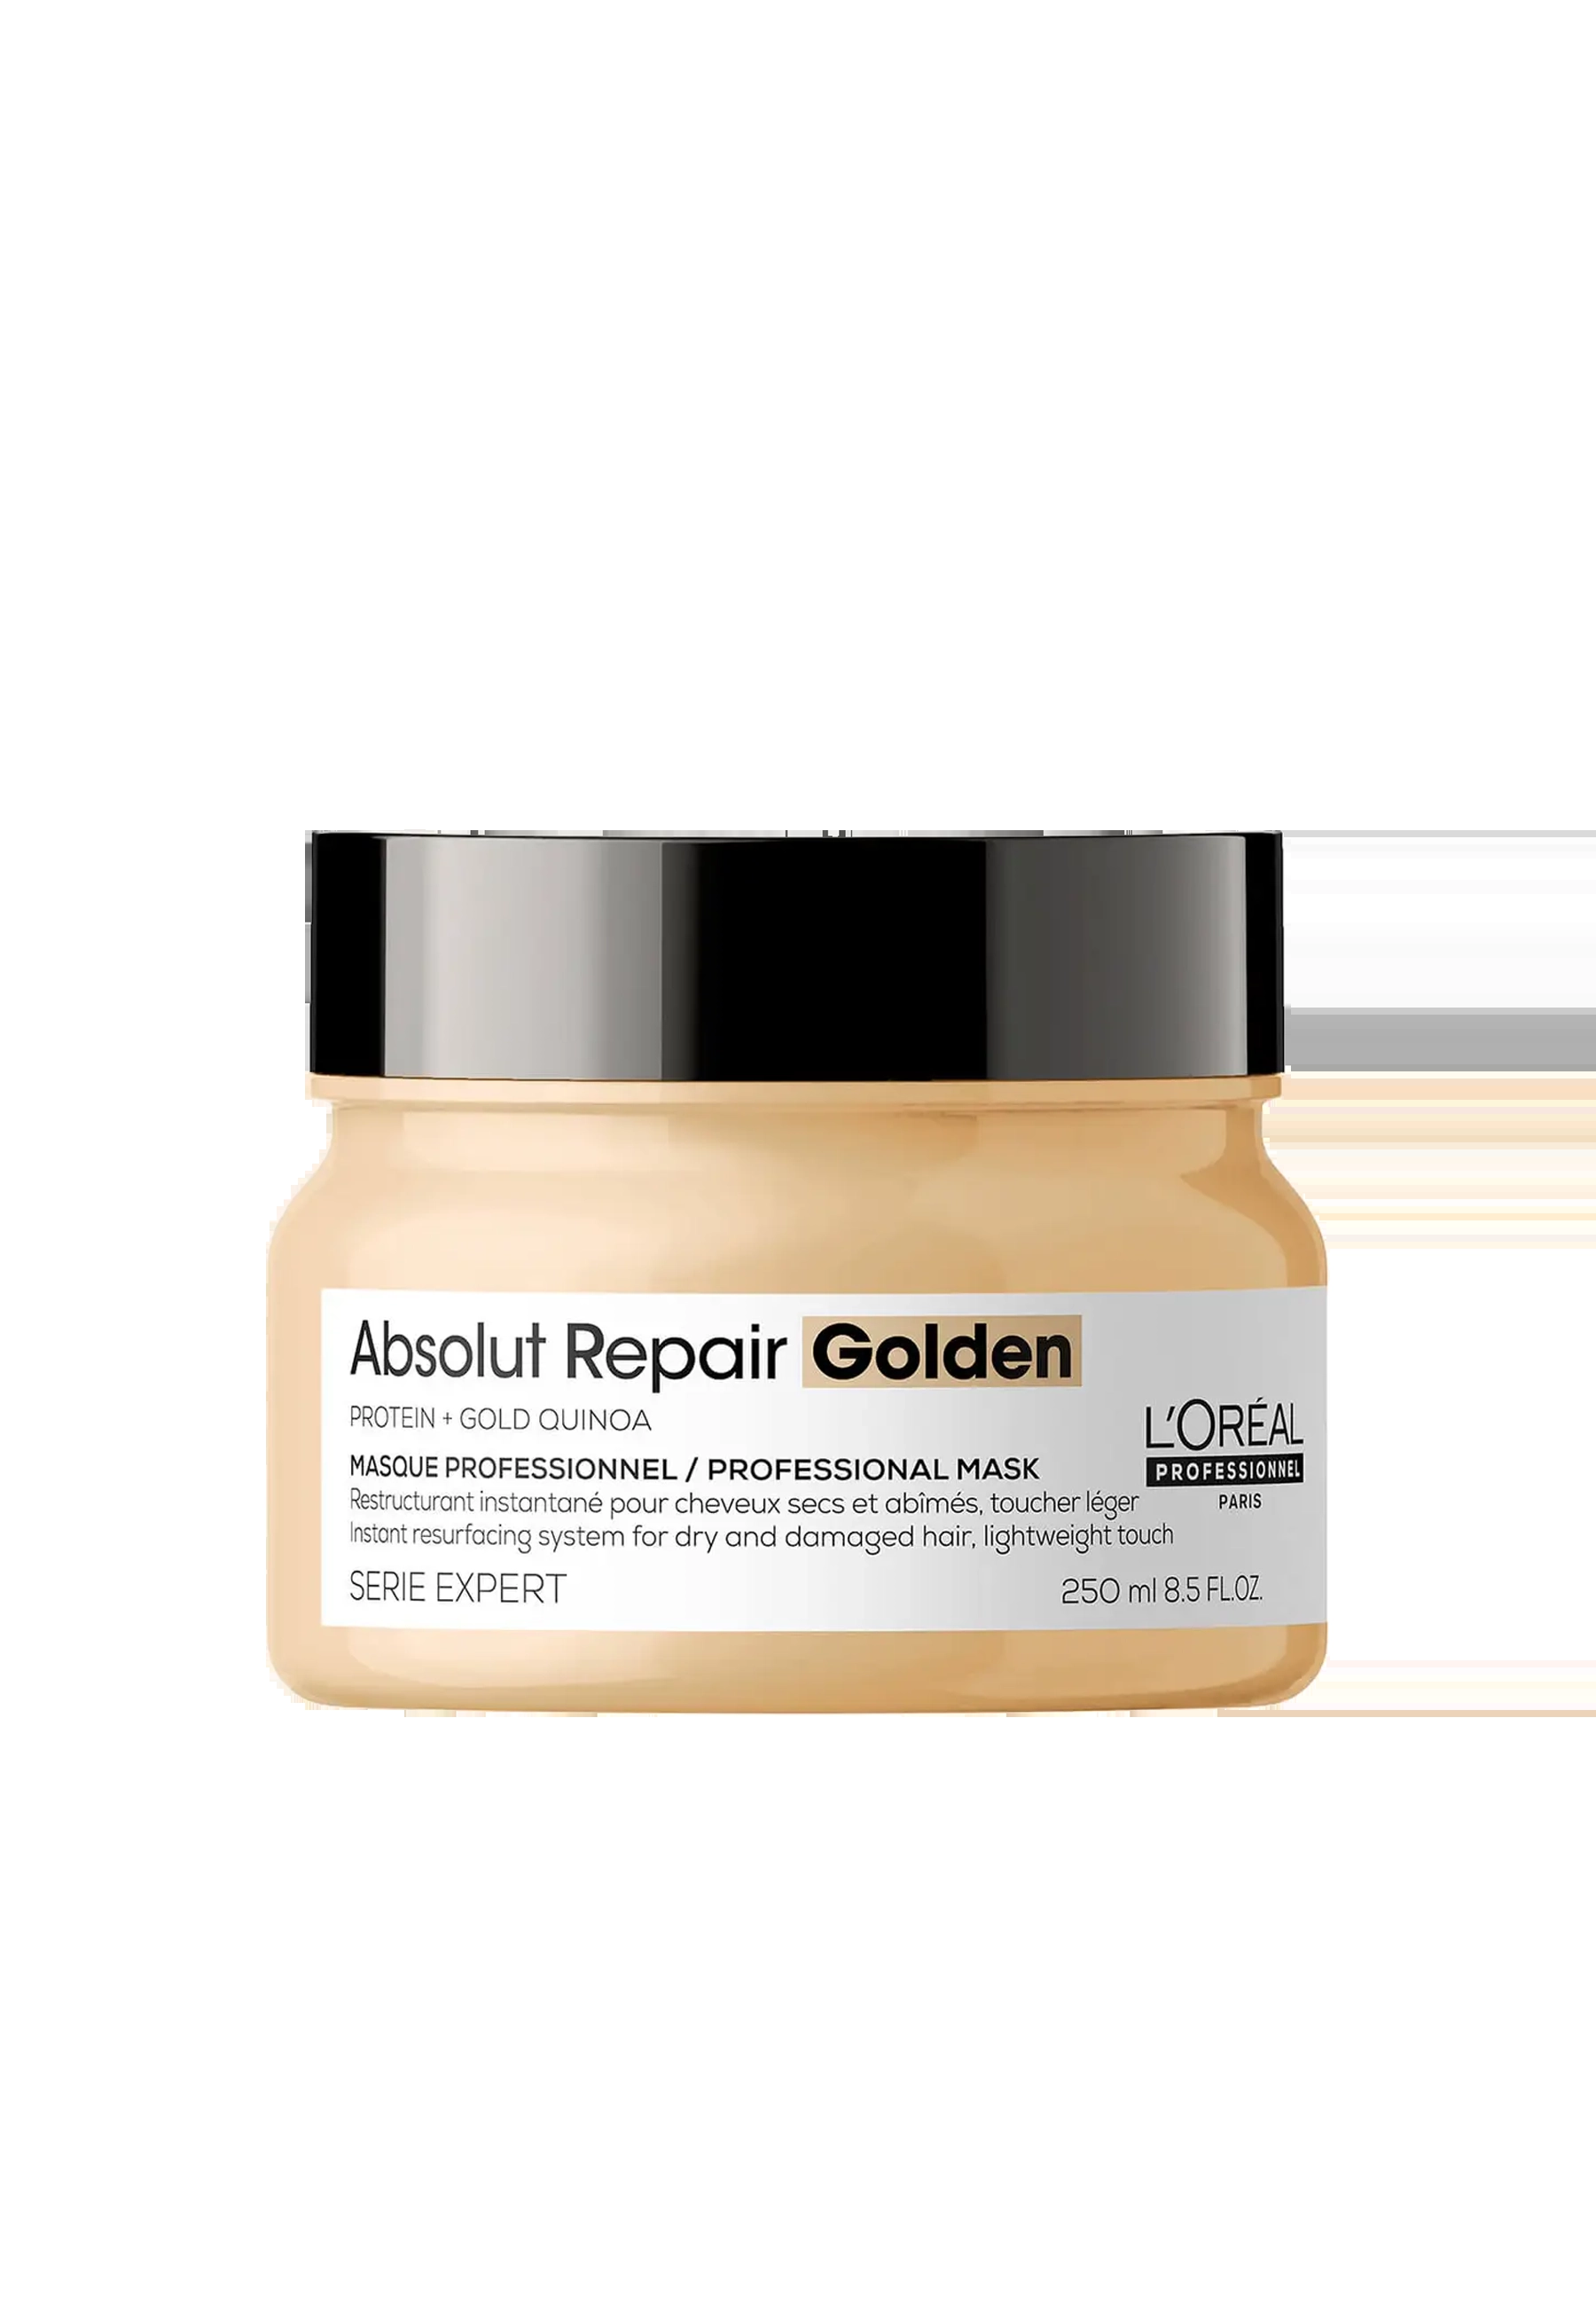 Absolut Repair Golden
PROTEIN + GOLD QUINOA
MASQUE PROFESSIONNEL / PROFESSIONAL MASK
Restructurant instantané pour cheveux secs et abîmés, toucher léger
Instant resurfacing system for dry and damaged hair, lightweight touch
SERIE EXPERT
L'ORÉAL
PROFESSIONNEL
PARIS
250 ml 8.5 FL.OZ.